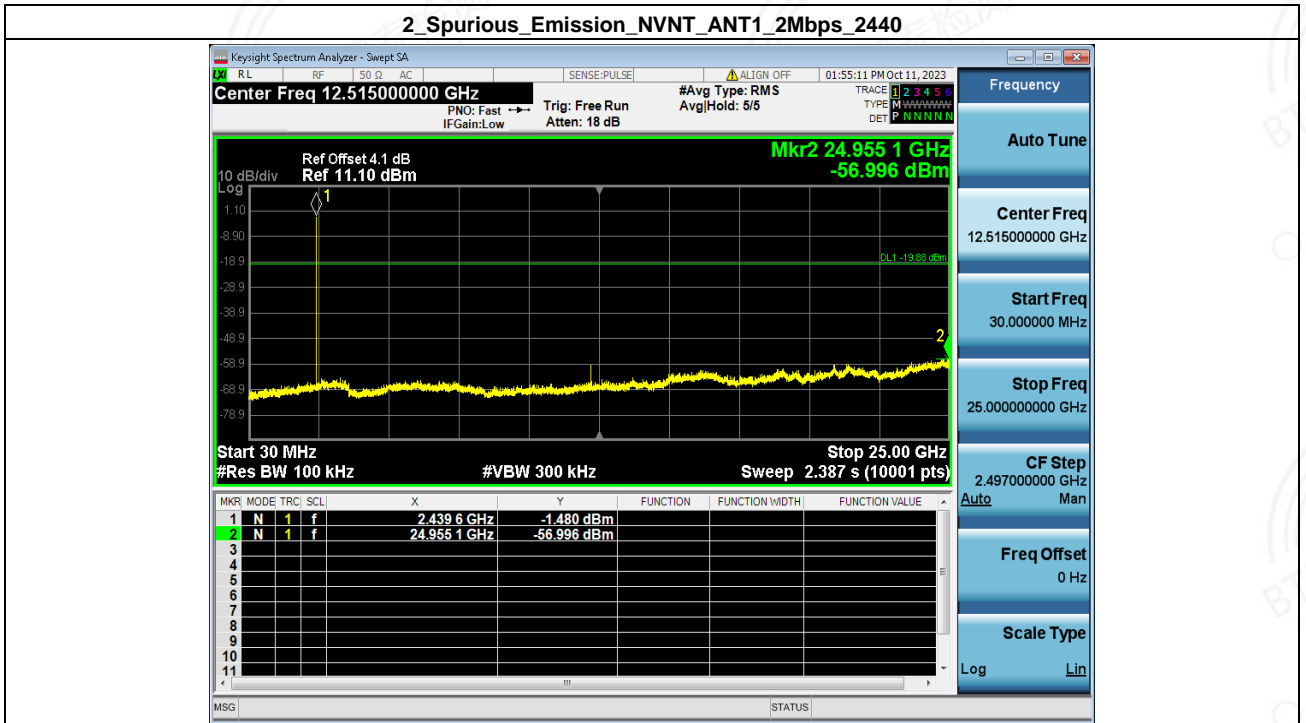 2_Spurious_Emission_NVNT_ANT1_2Mbps_2440
Keysight Spectrum Analyzer - Swept SA
LXI RL RF 50 Ω AC SENSE:PULSE ALIGN OFF 01:55:11 PM Oct 11, 2023
Center Freq 12.515000000 GHz
PNO: Fast
IFGain:Low
Trig: Free Run
Atten: 18 dB
#Avg Type: RMS
Avg|Hold: 5/5
TRACE 1 2 3 4 5 6
TYPE M WWWWW
DET P N N N N N
Mkr2 24.955 1 GHz
-56.996 dBm
Ref Offset 4.1 dB
10 dB/div Ref 11.10 dBm
Log
1
1.10
-8.90
-18.9
DL1 -19.88 dBm
-28.9
-38.9
-48.9
2
-58.9
-68.9
-78.9
Start 30 MHz Stop 25.00 GHz
#Res BW 100 kHz #VBW 300 kHz Sweep 2.387 s (10001 pts)
MKR MODE TRC SCL X Y FUNCTION FUNCTION WIDTH FUNCTION VALUE
1 N 1 f 2.439 6 GHz -1.480 dBm
2 N 1 f 24.955 1 GHz -56.996 dBm
3
4
5
6
7
8
9
10
11
MSG STATUS
Frequency
Auto Tune
Center Freq
12.515000000 GHz
Start Freq
30.000000 MHz
Stop Freq
25.000000000 GHz
CF Step
2.497000000 GHz
Auto Man
Freq Offset
0 Hz
Scale Type
Log Lin